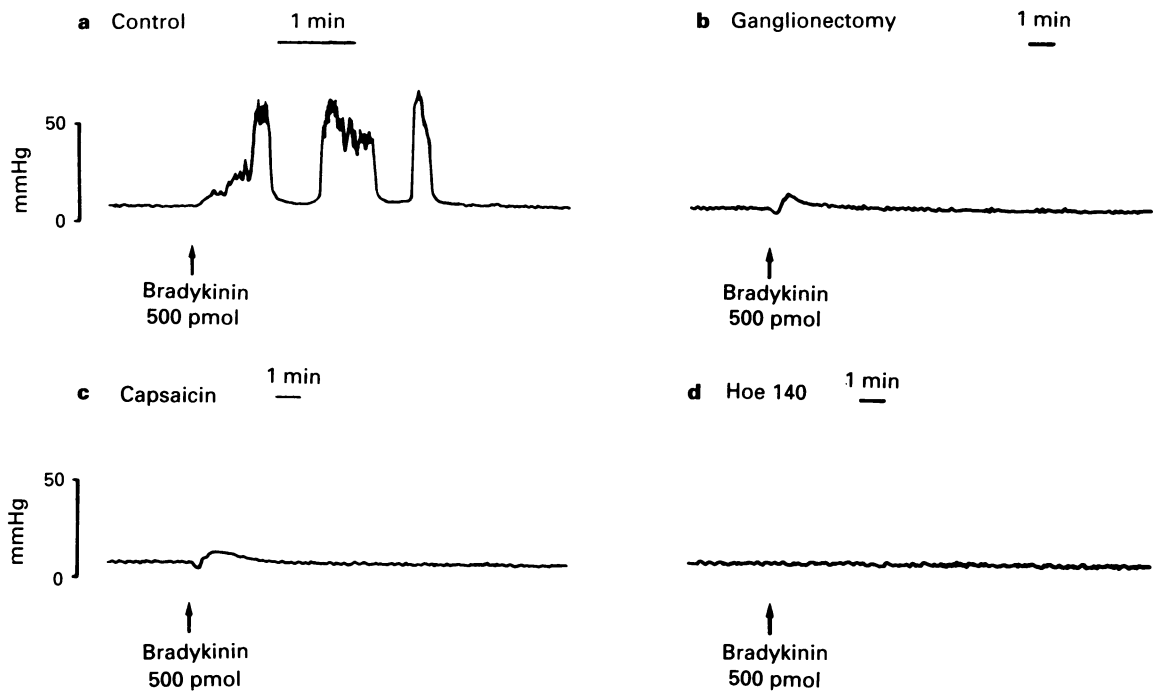 a Control
1 min
50
mmHg
0
Bradykinin
500 pmol
b Ganglionectomy
1 min
Bradykinin
500 pmol
c Capsaicin
1 min
50
mmHg
0
Bradykinin
500 pmol
d Hoe 140
1 min
Bradykinin
500 pmol